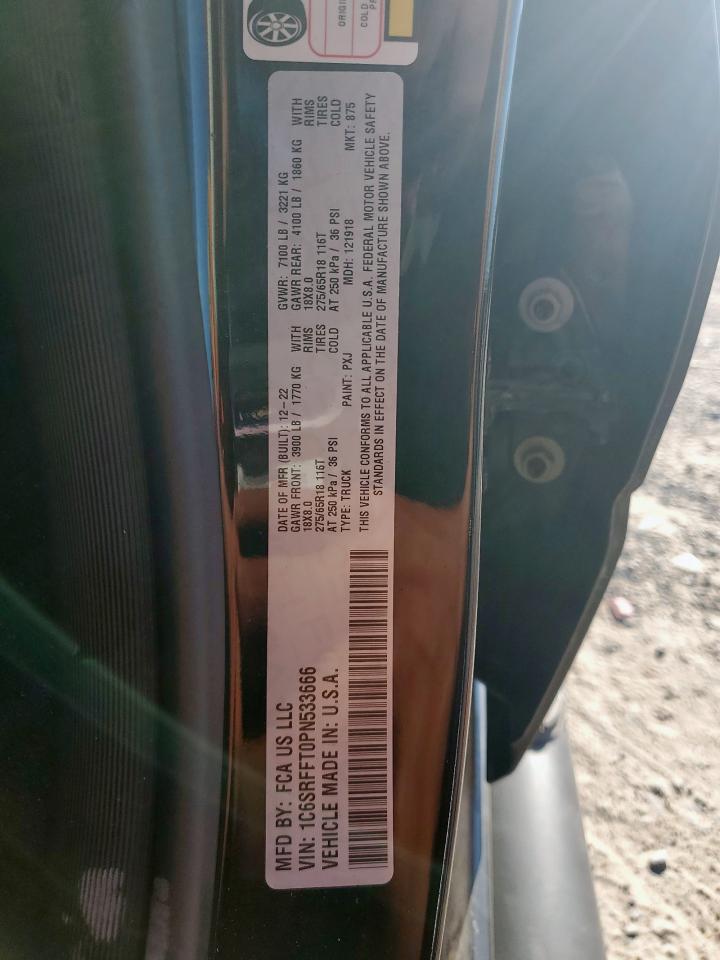 ORIGI
COLD
MFD BY: FCA US LLC
VIN: 1C6SRFFT0PN533666
VEHICLE MADE IN: U.S.A.
DATE OF MFR (BUILT): 12-22 GVWR: 7100 LB / 3221 KG
GAWR FRONT: 3900 LB / 1770 KG WITH GAWR REAR: 4100 LB / 1860 KG WITH
18X8.0 RIMS 18X8.0 RIMS
275/65R18 116T TIRES 275/65R18 116T TIRES
AT 250 kPa / 36 PSI COLD AT 250 kPa / 36 PSI COLD
TYPE: TRUCK PAINT: PXJ MDH: 121918 MKT: 875
THIS VEHICLE CONFORMS TO ALL APPLICABLE U.S.A. FEDERAL MOTOR VEHICLE SAFETY
STANDARDS IN EFFECT ON THE DATE OF MANUFACTURE SHOWN ABOVE.